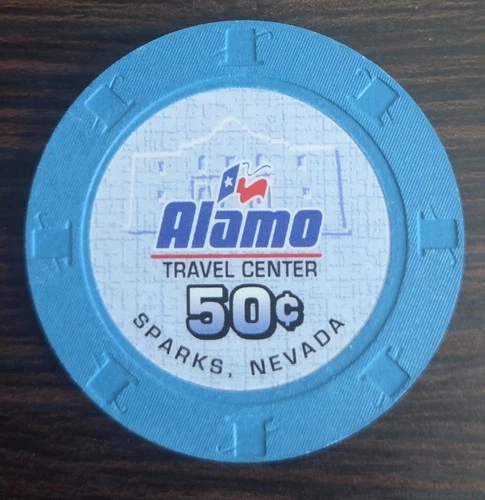 Alamo
TRAVEL CENTER
50¢
SPARKS, NEVADA